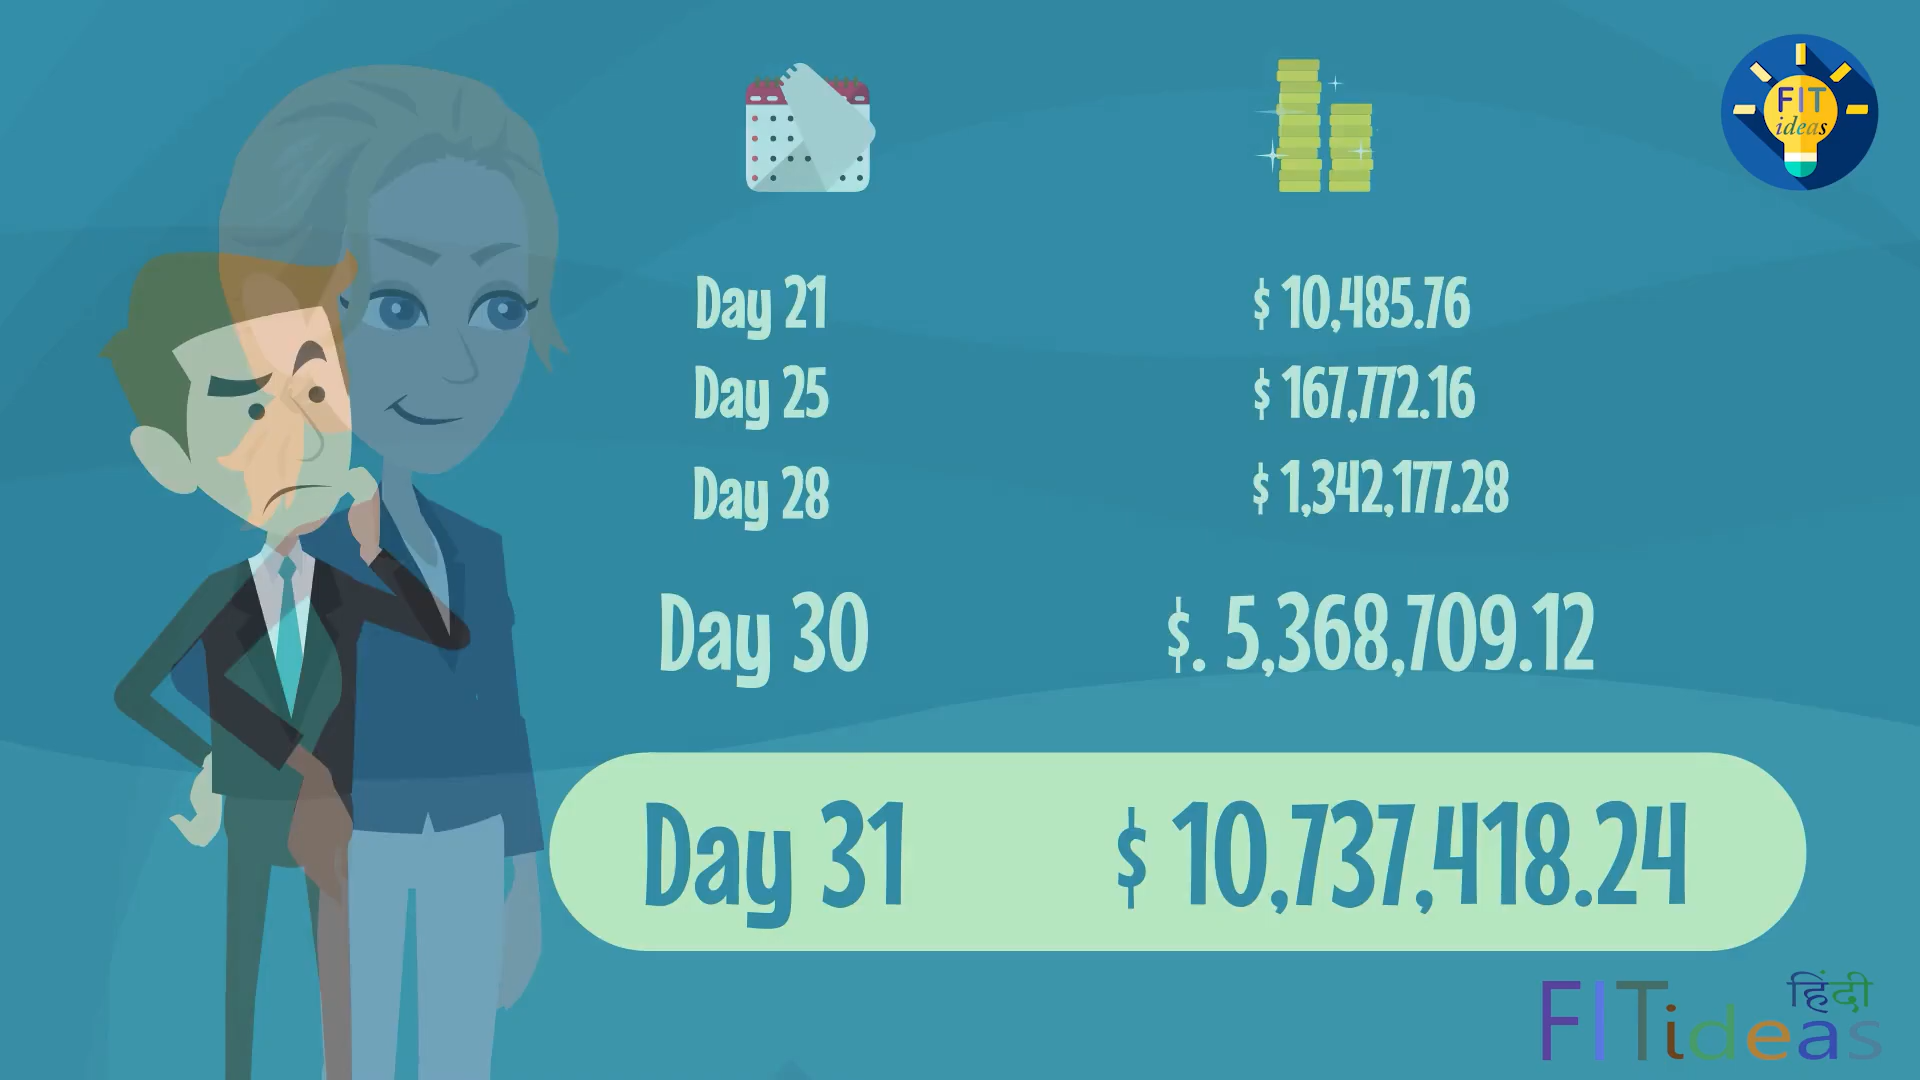 FIT
ideas
Day 21 $ 10,485.76
Day 25 $ 167,772.16
Day 28 $ 1,342,177.28
Day 30 $. 5,368,709.12
Day 31 $ 10,737,418.24
हिंदी
FITideas